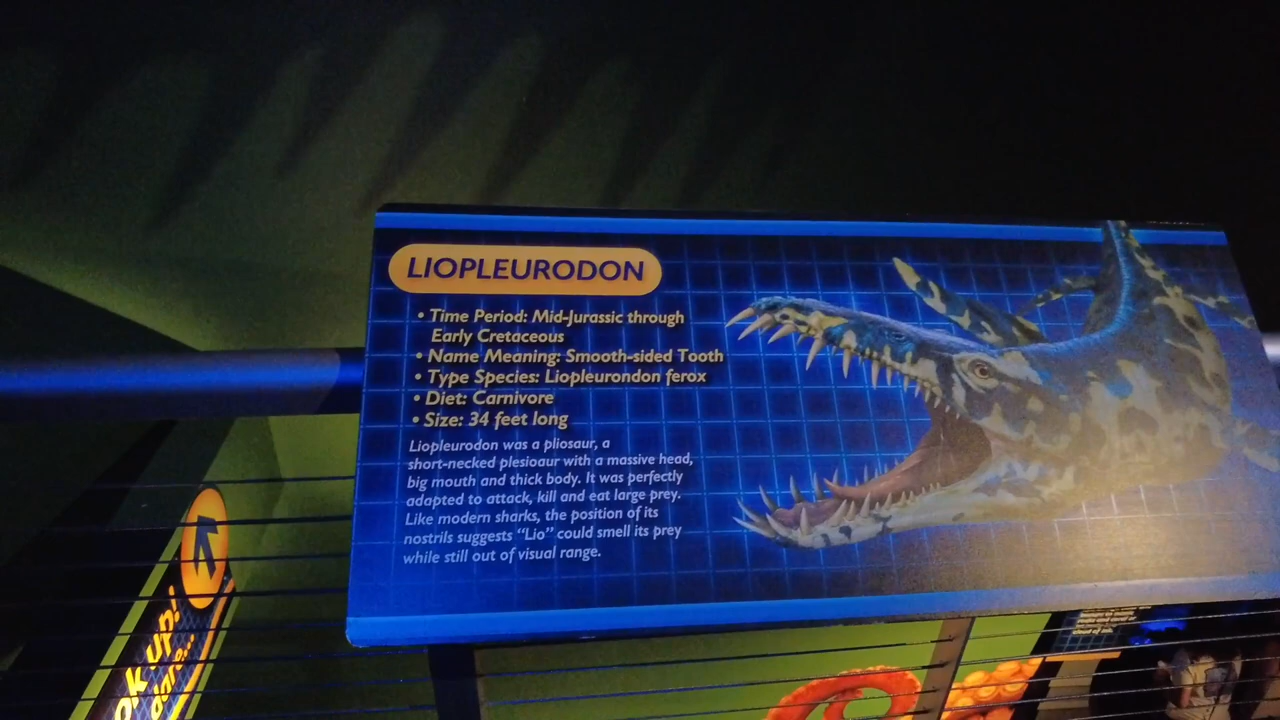 LIOPLEURODON
• Time Period: Mid-Jurassic through
Early Cretaceous
• Name Meaning: Smooth-sided Tooth
• Type Species: Liopleurondon ferox
• Diet: Carnivore
• Size: 34 feet long
Liopleurodon was a pliosaur, a
short-necked plesioaur with a massive head,
big mouth and thick body. It was perfectly
adapted to attack, kill and eat large prey.
Like modern sharks, the position of its
nostrils suggests "Lio" could smell its prey
while still out of visual range.
UP!